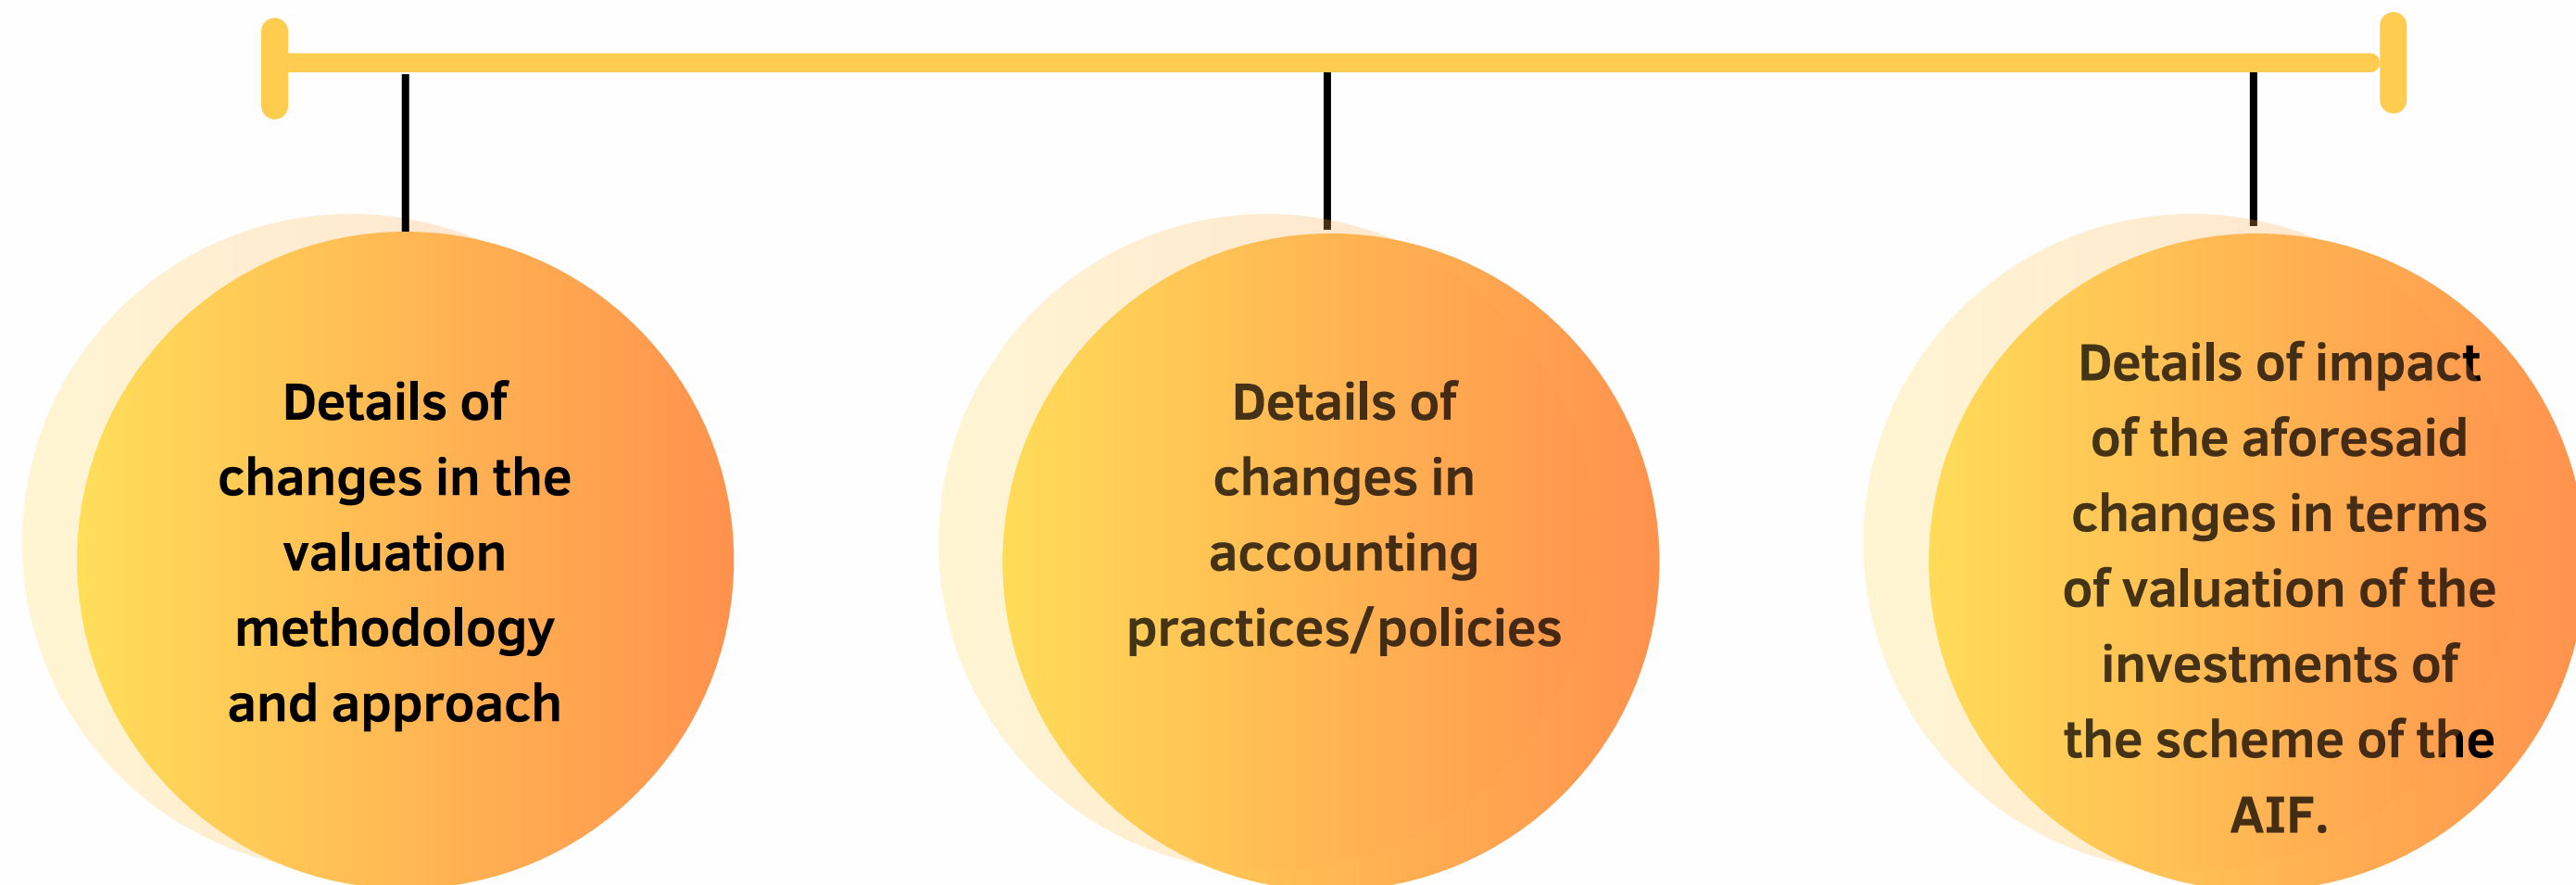 Details of
changes in the
valuation
methodology
and approach
Details of
changes in
accounting
practices/policies
Details of impact
of the aforesaid
changes in terms
of valuation of the
investments of
the scheme of the
AIF.